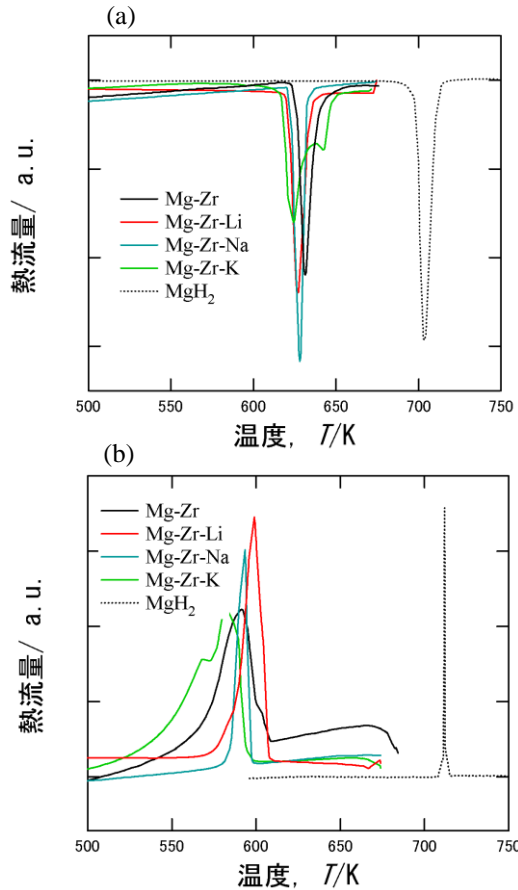 (a)
熱流量/ a. u.
Mg-Zr
Mg-Zr-Li
Mg-Zr-Na
Mg-Zr-K
MgH₂
500 550 600 650 700 750
温度, T/K
(b)
熱流量/ a. u.
Mg-Zr
Mg-Zr-Li
Mg-Zr-Na
Mg-Zr-K
MgH₂
500 550 600 650 700 750
温度, T/K